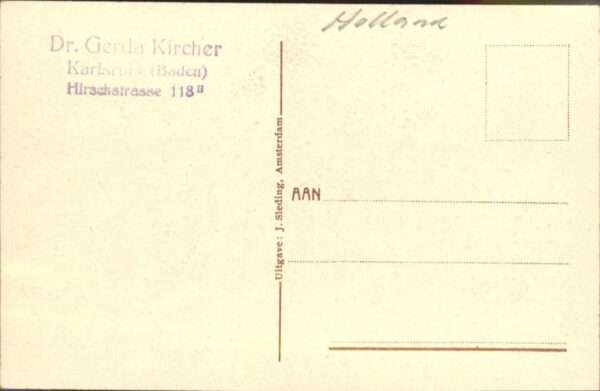 Holland
Dr. Gerda Kircher
Karlsruhe (Baden)
Hirschstrasse 118 II
Uitgave: J. Sleding, Amsterdam
AAN